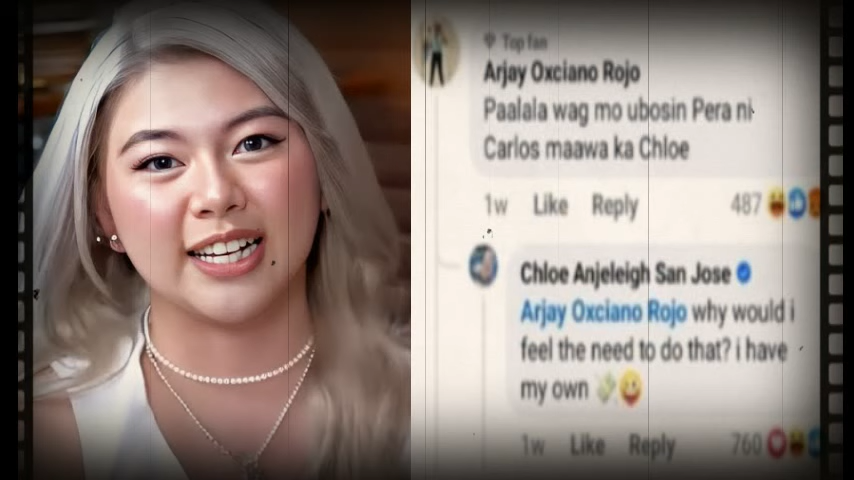 Top fan
Arjay Oxciano Rojo
Paalala wag mo ubosin Pera ni
Carlos maawa ka Chloe
1w Like Reply 487
Chloe Anjeleigh San Jose
Arjay Oxciano Rojo why would i
feel the need to do that? i have
my own 💸😀
1w Like Reply 760